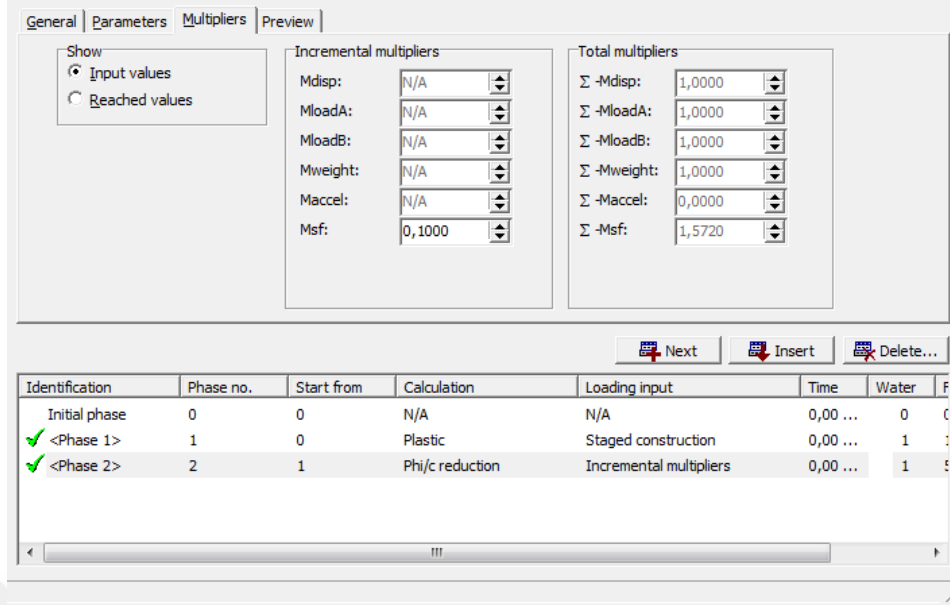 General Parameters Multipliers Preview
Show
Input values
Reached values
Incremental multipliers
Mdisp: N/A
MloadA: N/A
MloadB: N/A
Mweight: N/A
Maccel: N/A
Msf: 0,1000
Total multipliers
Σ -Mdisp: 1,0000
Σ -MloadA: 1,0000
Σ -MloadB: 1,0000
Σ -Mweight: 1,0000
Σ -Maccel: 0,0000
Σ -Msf: 1,5720
Next Insert Delete...
Identification Phase no. Start from Calculation Loading input Time Water F
Initial phase 0 0 N/A N/A 0,00 ... 0
<Phase 1> 1 0 Plastic Staged construction 0,00 ... 1
<Phase 2> 2 1 Phi/c reduction Incremental multipliers 0,00 ... 1